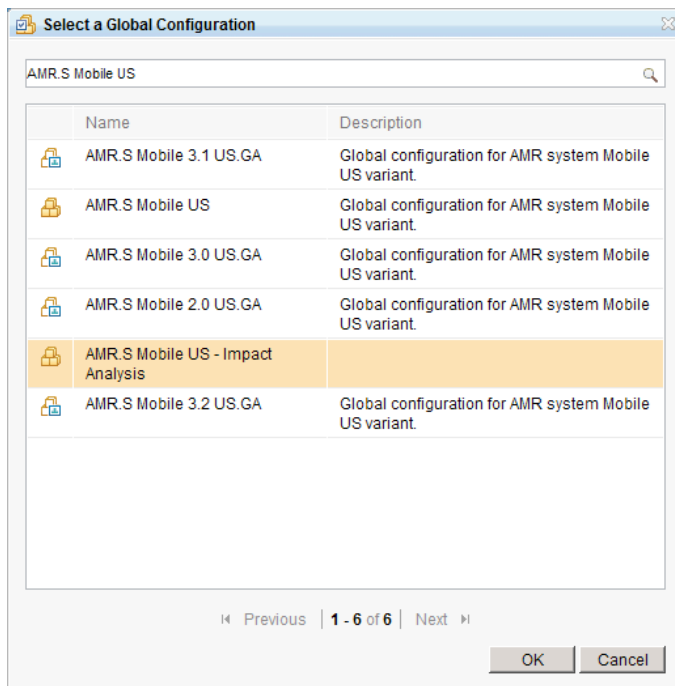 Select a Global Configuration
AMR.S Mobile US
Name Description
AMR.S Mobile 3.1 US.GA Global configuration for AMR system Mobile
US variant.
AMR.S Mobile US Global configuration for AMR system Mobile
US variant.
AMR.S Mobile 3.0 US.GA Global configuration for AMR system Mobile
US variant.
AMR.S Mobile 2.0 US.GA Global configuration for AMR system Mobile
US variant.
AMR.S Mobile US - Impact
Analysis
AMR.S Mobile 3.2 US.GA Global configuration for AMR system Mobile
US variant.
Previous 1 - 6 of 6 Next
OK Cancel